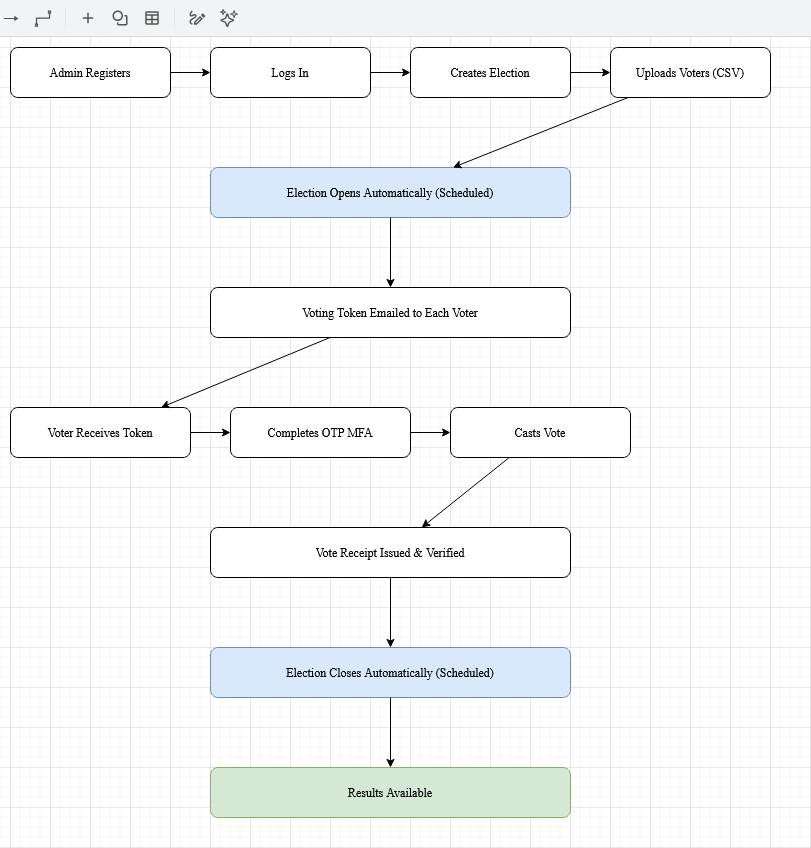 Admin Registers
Logs In
Creates Election
Uploads Voters (CSV)
Election Opens Automatically (Scheduled)
Voting Token Emailed to Each Voter
Voter Receives Token
Completes OTP MFA
Casts Vote
Vote Receipt Issued & Verified
Election Closes Automatically (Scheduled)
Results Available